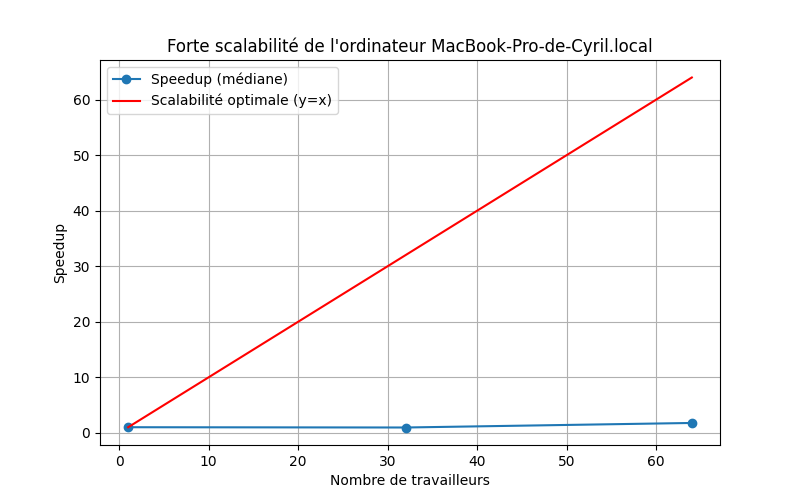 Forte scalabilité de l'ordinateur MacBook-Pro-de-Cyril.local
Speedup (médiane)
Scalabilité optimale (y=x)
60
50
40
30
20
10
0
Speedup
0 10 20 30 40 50 60
Nombre de travailleurs